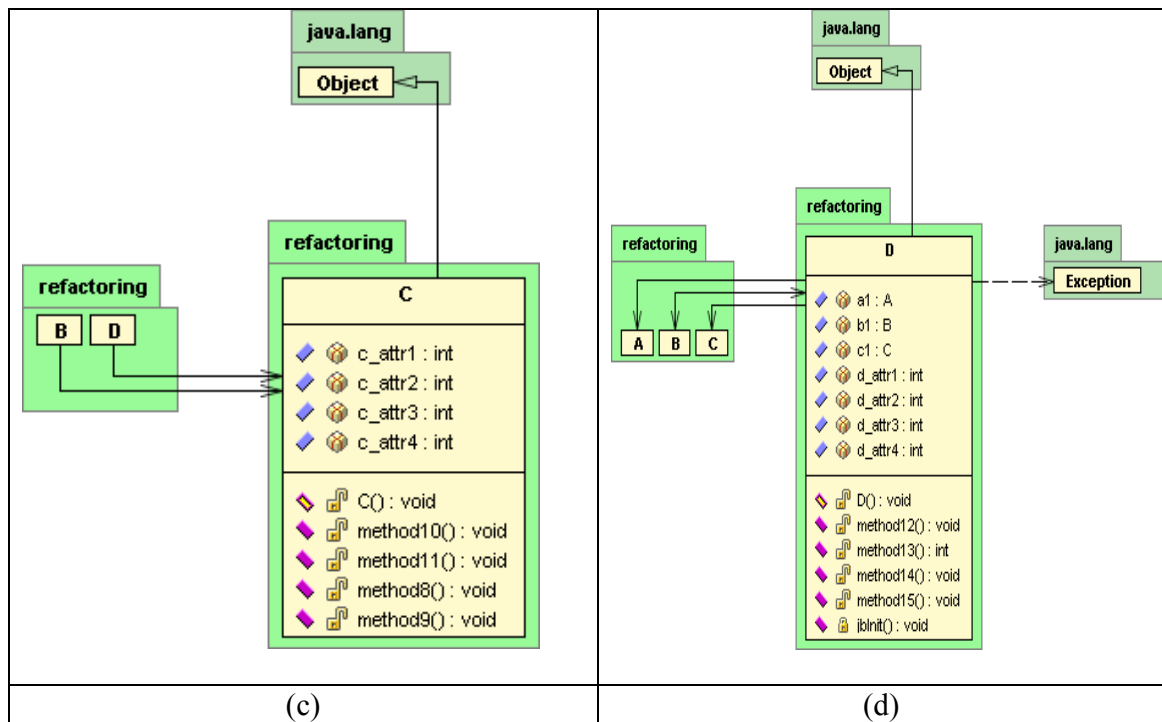 java.lang
Object
refactoring
B D
refactoring
C
c_attr1 : int
c_attr2 : int
c_attr3 : int
c_attr4 : int
C() : void
method10() : void
method11() : void
method8() : void
method9() : void
(c)
java.lang
Object
refactoring
A B C
refactoring
D
a1 : A
b1 : B
c1 : C
d_attr1 : int
d_attr2 : int
d_attr3 : int
d_attr4 : int
D() : void
method12() : void
method13() : int
method14() : void
method15() : void
jbInit() : void
java.lang
Exception
(d)